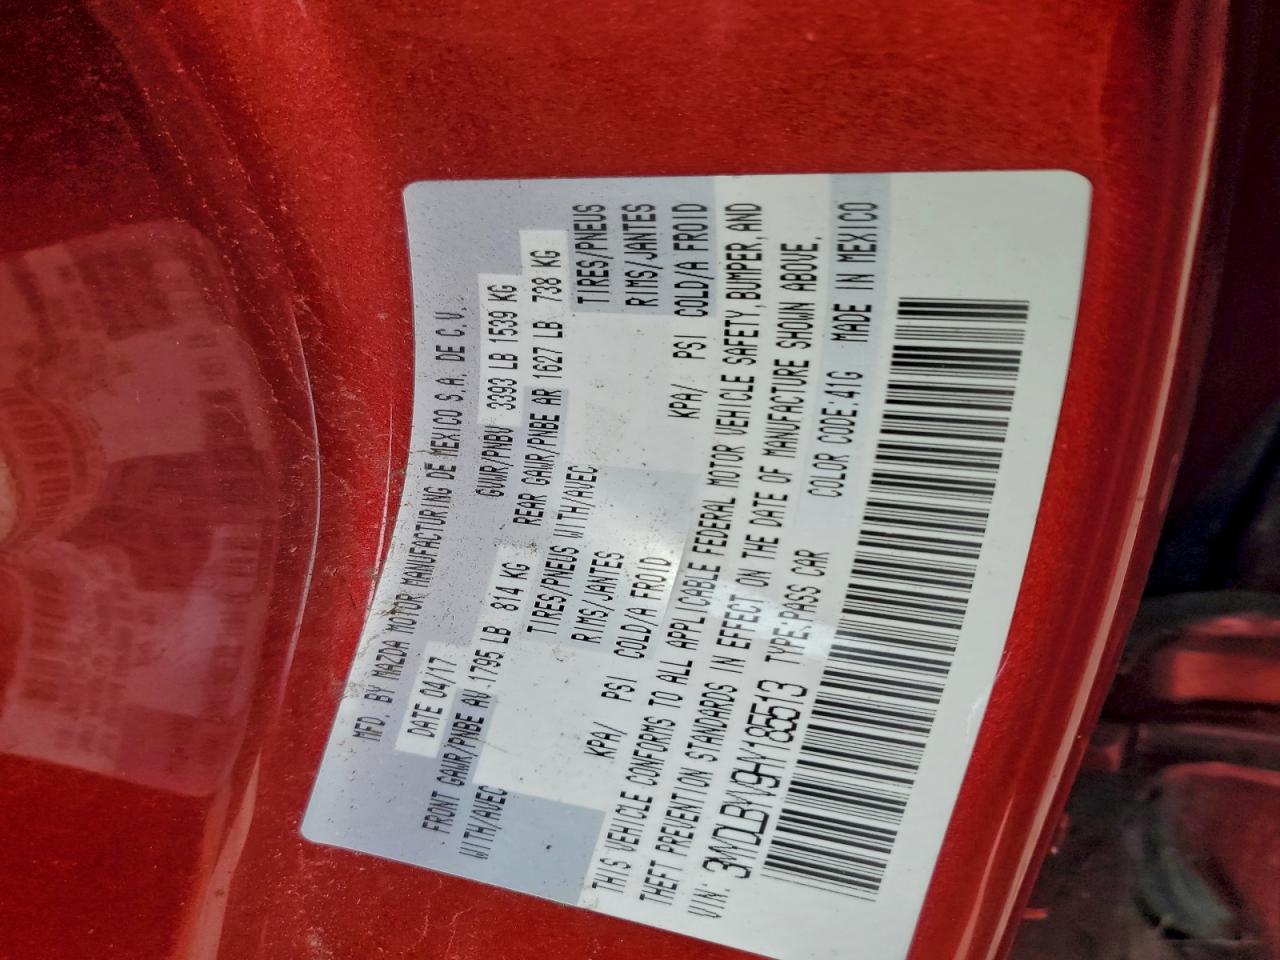 MFD. BY MAZDA MOTOR MANUFACTURING DE MEXICO S.A. DE C.V.
DATE 04/17 GVWR/PNBV 3393 LB 1539 KG
FRONT GAWR/PNBE AV 1795 LB 814 KG REAR GAWR/PNBE AR 1627 LB 738 KG
WITH/AVEC TIRES/PNEUS WITH/AVEC TIRES/PNEUS
RIMS/JANTES RIMS/JANTES
KPA/ PSI COLD/A FROID KPA/ PSI COLD/A FROID
THIS VEHICLE CONFORMS TO ALL APPLICABLE FEDERAL MOTOR VEHICLE SAFETY, BUMPER, AND
THEFT PREVENTION STANDARDS IN EFFECT ON THE DATE OF MANUFACTURE SHOWN ABOVE.
VIN: 3MYDLBYV9HY185513 TYPE:PASS CAR COLOR CODE:41G MADE IN MEXICO